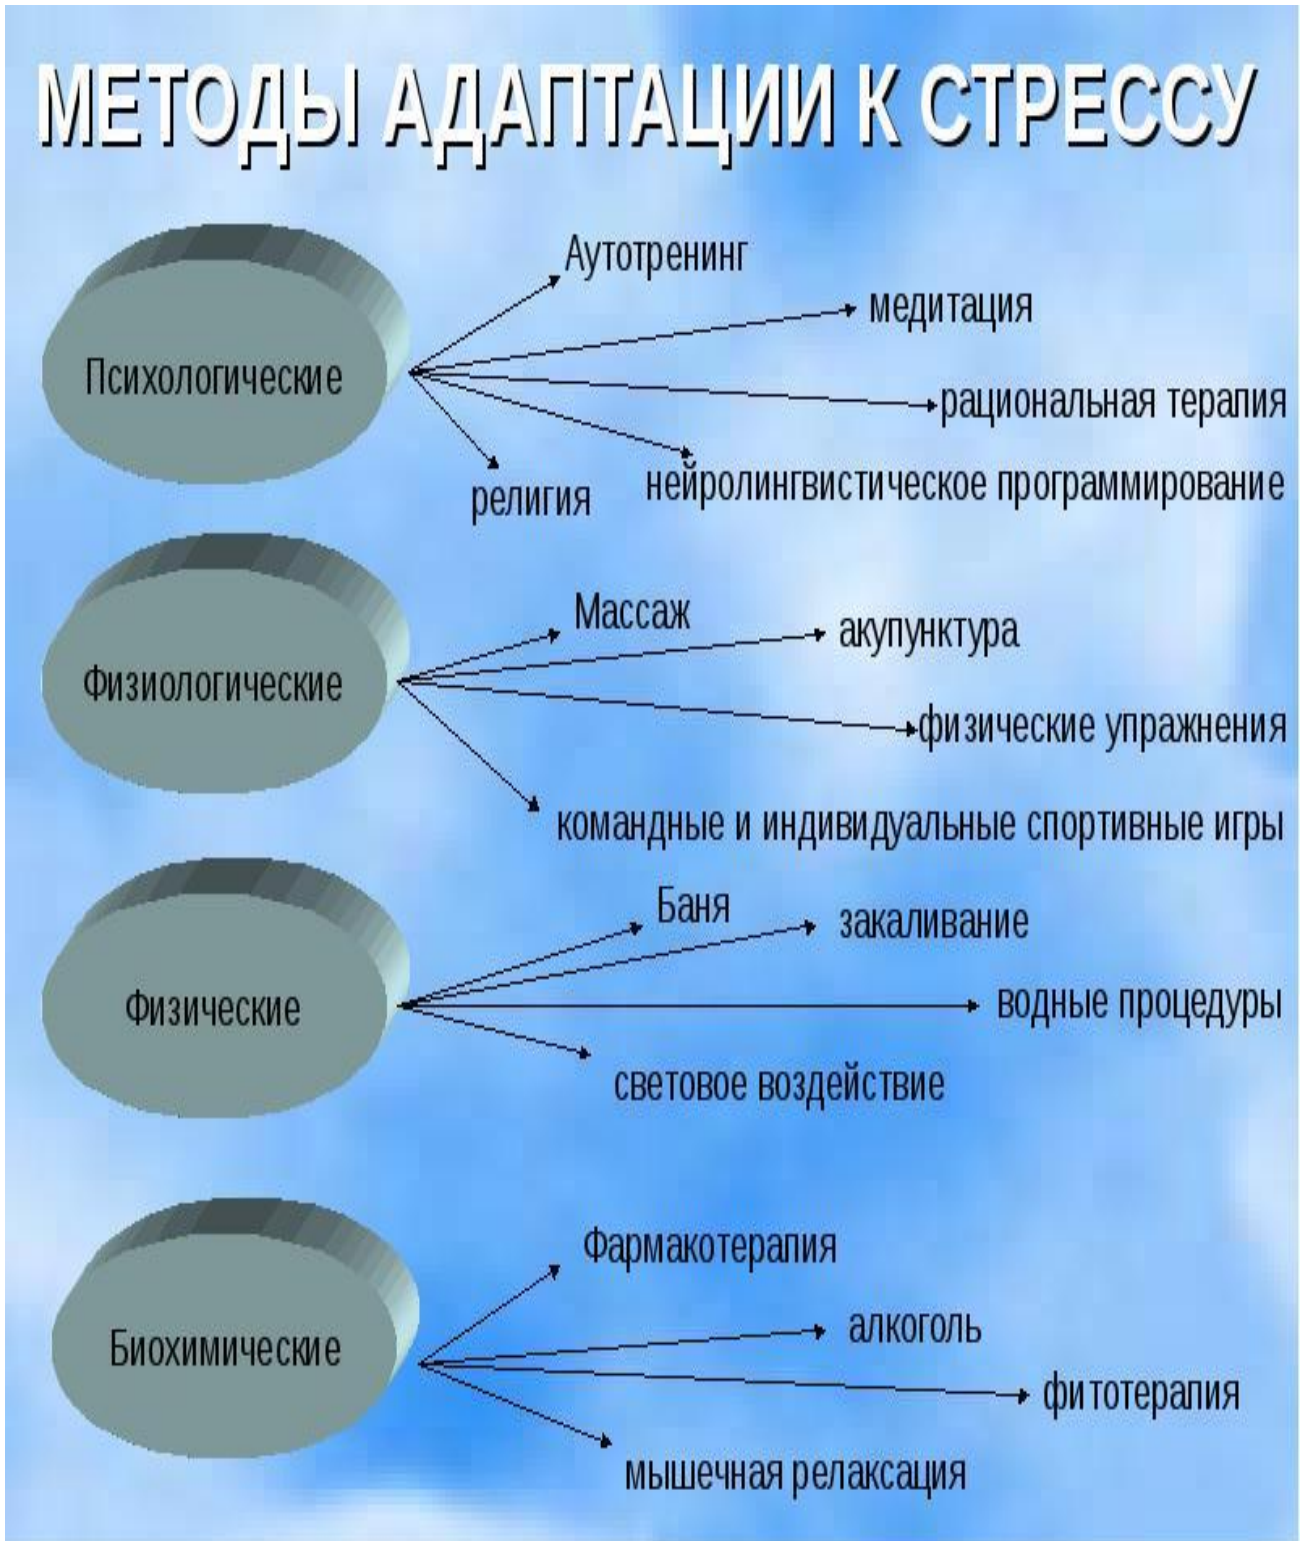 МЕТОДЫ АДАПТАЦИИ К СТРЕССУ
Психологические
Аутотренинг
медитация
рациональная терапия
нейролингвистическое программирование
религия
Физиологические
Массаж
акупунктура
физические упражнения
командные и индивидуальные спортивные игры
Физические
Баня
закаливание
водные процедуры
световое воздействие
Биохимические
Фармакотерапия
алкоголь
фитотерапия
мышечная релаксация